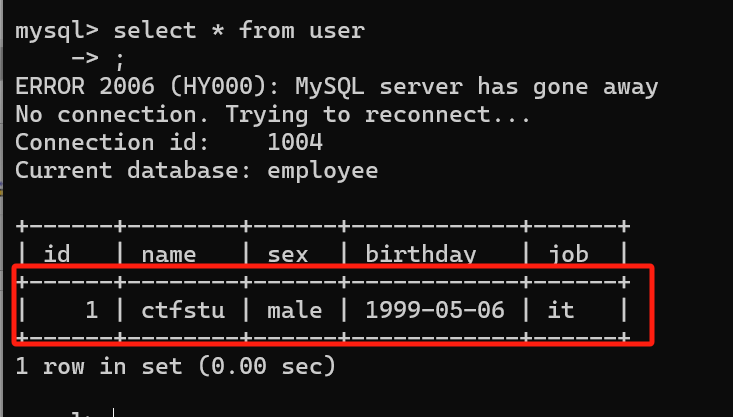 mysql> select * from user
    -> ;
ERROR 2006 (HY000): MySQL server has gone away
No connection. Trying to reconnect...
Connection id:    1004
Current database: employee
+------+--------+------+------------+------+
| id   | name   | sex  | birthday   | job  |
+------+--------+------+------------+------+
|    1 | ctfstu | male | 1999-05-06 | it   |
+------+--------+------+------------+------+
1 row in set (0.00 sec)